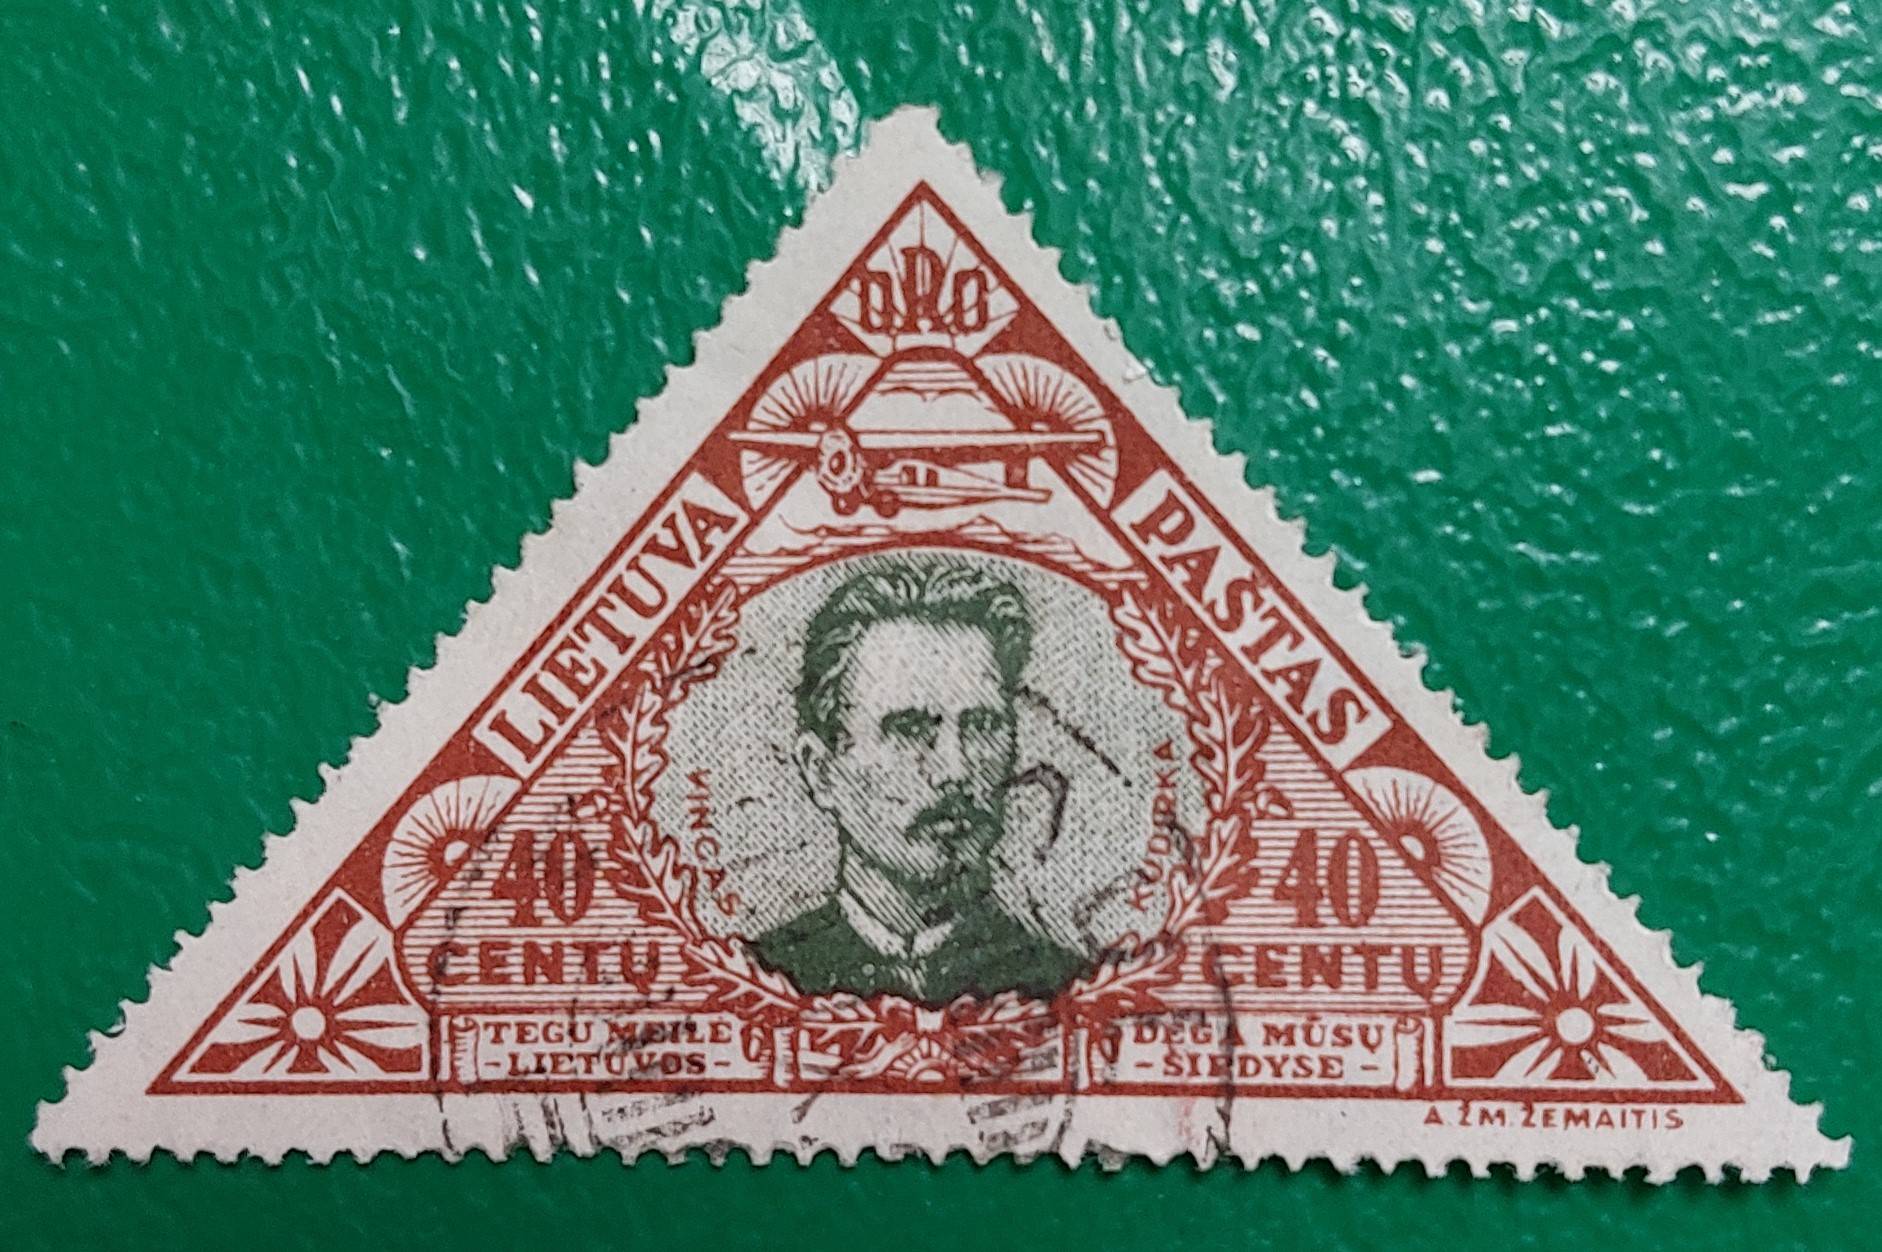 ORO
LIETUVA
PAŠTAS
VINCAS
KUDIRKA
40
CENTŲ
40
CENTŲ
TEGU MEILĖ
-LIETUVOS-
DEGA MŪSŲ
-ŠIRDYSE-
A.ŽM.ŽEMAITIS